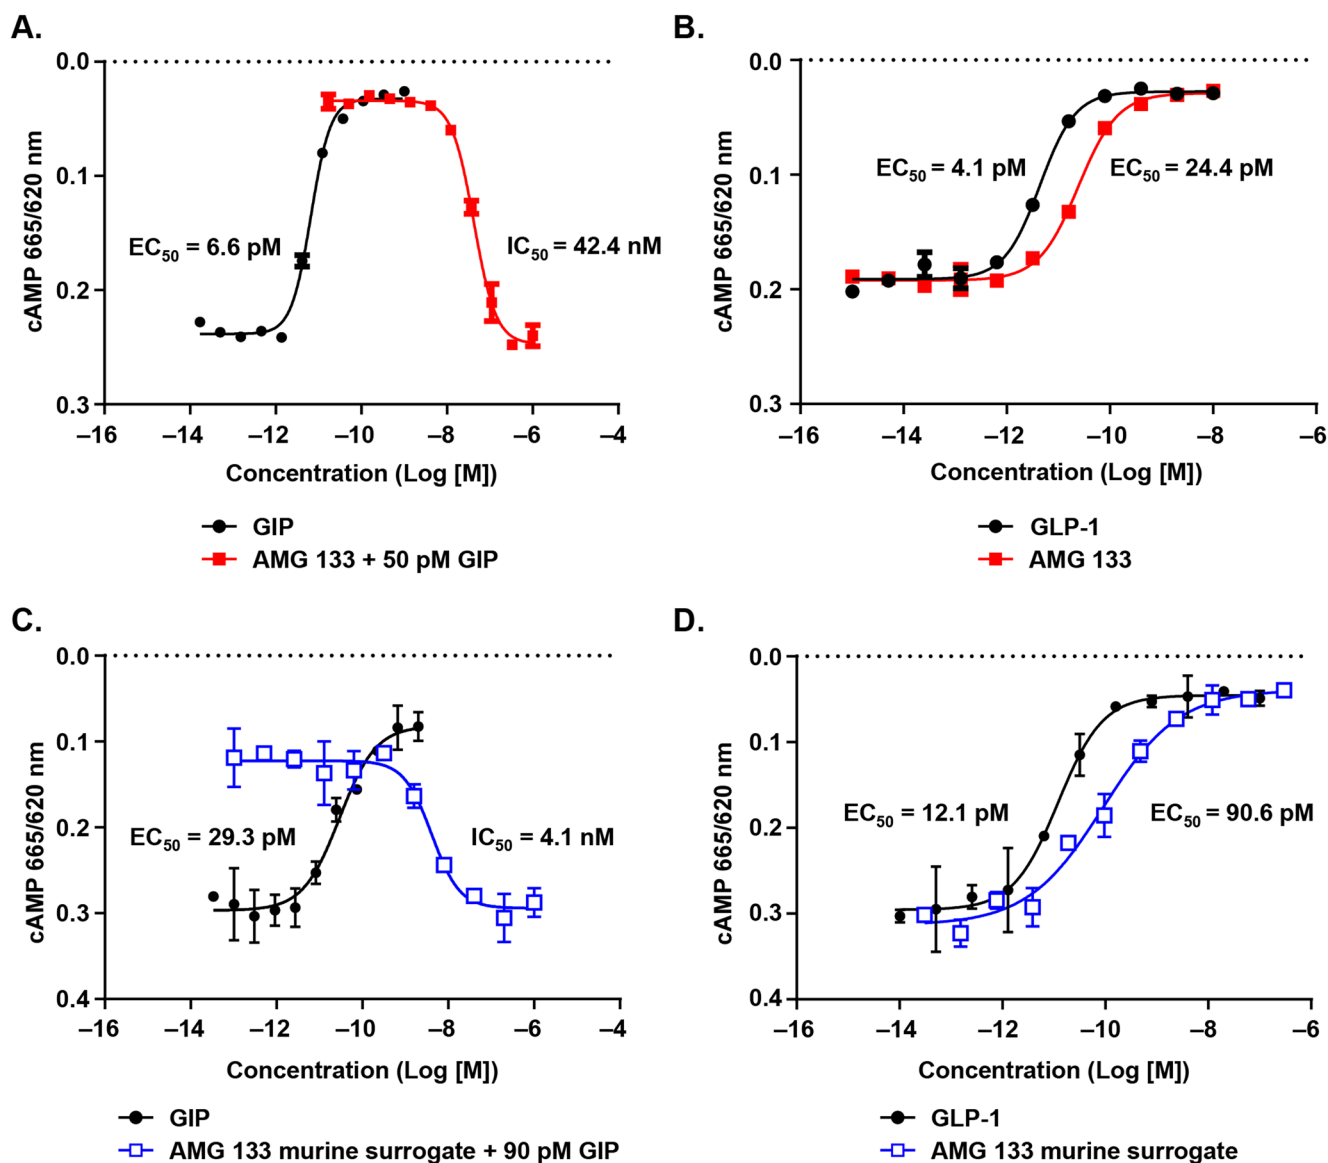 A.
0.0
0.1
0.2
0.3
cAMP 665/620 nm
EC50 = 6.6 pM
IC50 = 42.4 nM
–16 –14 –12 –10 –8 –6 –4
Concentration (Log [M])
GIP
AMG 133 + 50 pM GIP
B.
0.0
0.1
0.2
0.3
cAMP 665/620 nm
EC50 = 4.1 pM
EC50 = 24.4 pM
–16 –14 –12 –10 –8 –6
Concentration (Log [M])
GLP-1
AMG 133
C.
0.0
0.1
0.2
0.3
0.4
cAMP 665/620 nm
EC50 = 29.3 pM
IC50 = 4.1 nM
–16 –14 –12 –10 –8 –6 –4
Concentration (Log [M])
GIP
AMG 133 murine surrogate + 90 pM GIP
D.
0.0
0.1
0.2
0.3
0.4
cAMP 665/620 nm
EC50 = 12.1 pM
EC50 = 90.6 pM
–16 –14 –12 –10 –8 –6
Concentration (Log [M])
GLP-1
AMG 133 murine surrogate